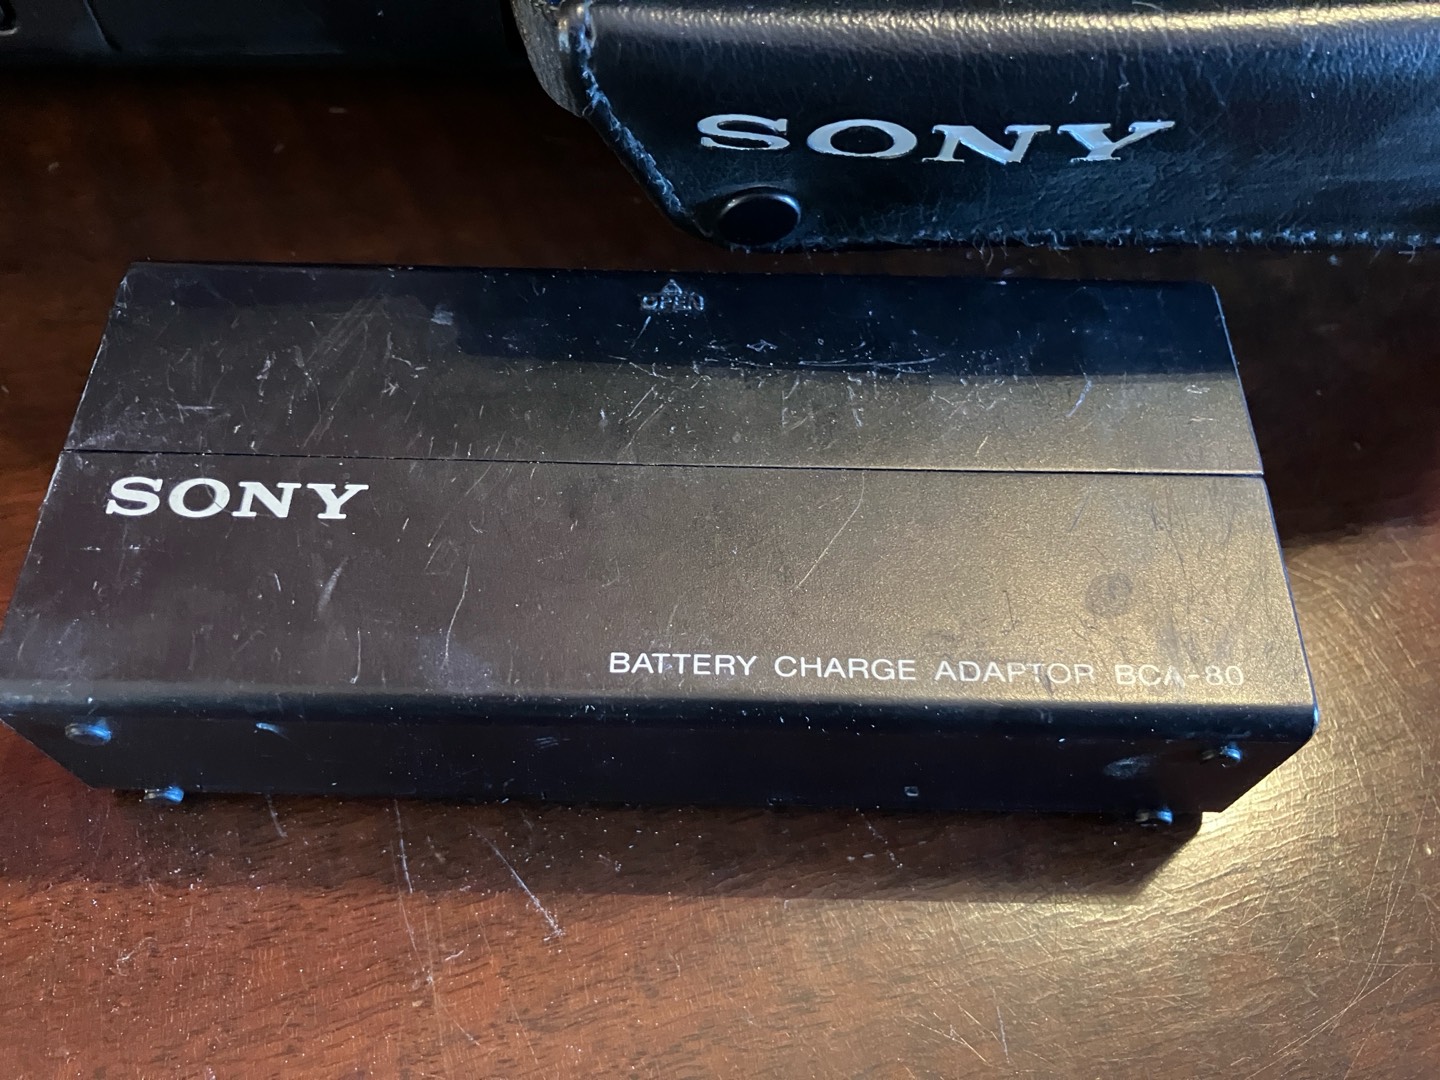 SONY
OPEN
SONY
BATTERY CHARGE ADAPTOR BCA-80